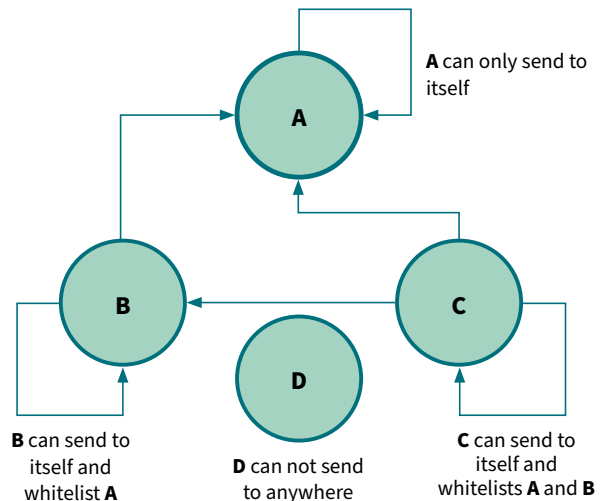 A can only send to
itself
A
B
C
D
B can send to
itself and
whitelist A
D can not send
to anywhere
C can send to
itself and
whitelists A and B